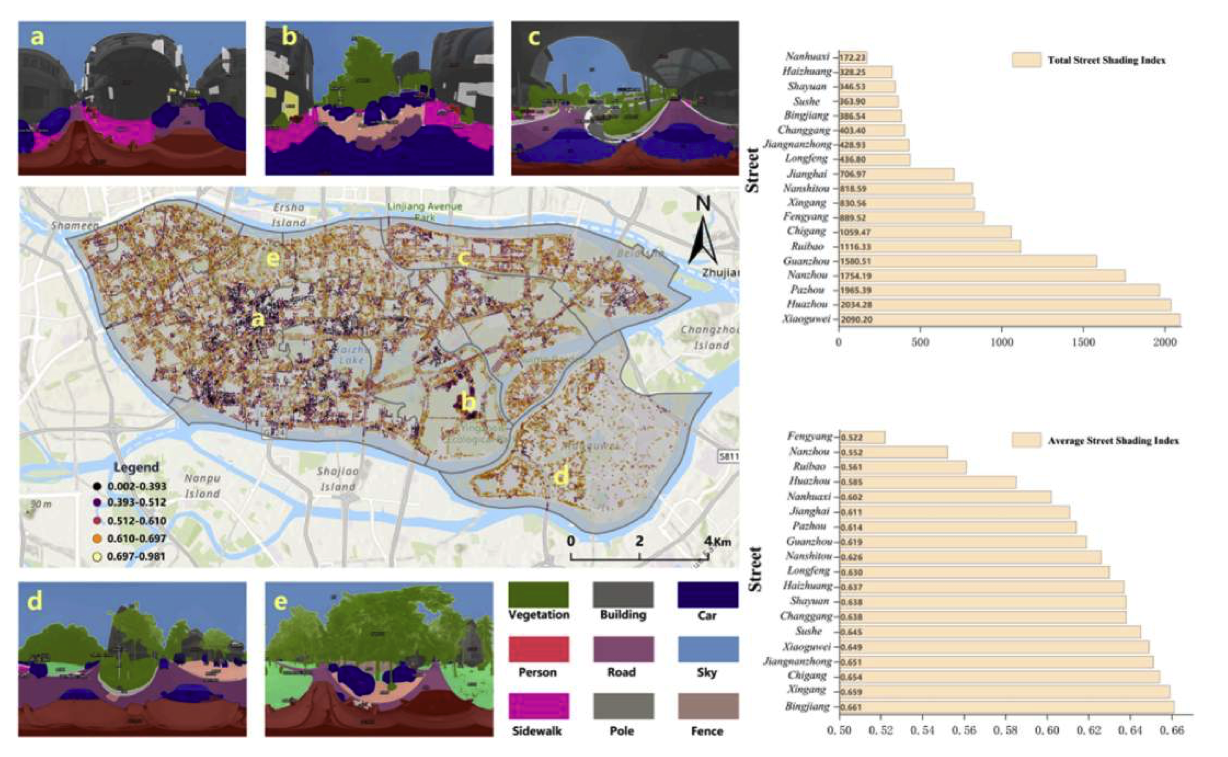 a
b
c
N
Shameen
Ersha
Island
Linjiang Avenue
Park
e
c
Zhujian
a
Changzhou
Island
Haizhu
Lake
b
d
S811
Nanpu
Island
Shajiao
Island
90 m
Legend
0.002-0.393
0.393-0.512
0.512-0.610
0.610-0.697
0.697-0.981
0 2 4Km
d
e
Vegetation Building Car
Person Road Sky
Sidewalk Pole Fence
Street
Total Street Shading Index
Nanhuaxi 172.23
Haizhuang 328.25
Shayuan 346.53
Sushe 363.90
Bingjiang 386.54
Changgang 403.40
Jiangnanzhong 428.93
Longfeng 436.80
Jianghai 706.97
Nanshitou 818.59
Xingang 830.56
Fengyang 889.52
Chigang 1059.47
Ruibao 1116.33
Guanzhou 1580.51
Nanzhou 1754.19
Pazhou 1965.39
Huazhou 2034.28
Xiaoguwei 2090.20
0 500 1000 1500 2000
Street
Average Street Shading Index
Fengyang 0.522
Nanzhou 0.552
Ruibao 0.561
Huazhou 0.585
Nanhuaxi 0.602
Jianghai 0.611
Pazhou 0.614
Guanzhou 0.619
Nanshitou 0.626
Longfeng 0.630
Haizhuang 0.637
Shayuan 0.638
Changgang 0.638
Sushe 0.645
Xiaoguwei 0.649
Jiangnanzhong 0.651
Chigang 0.654
Xingang 0.659
Bingjiang 0.661
0.50 0.52 0.54 0.56 0.58 0.60 0.62 0.64 0.66